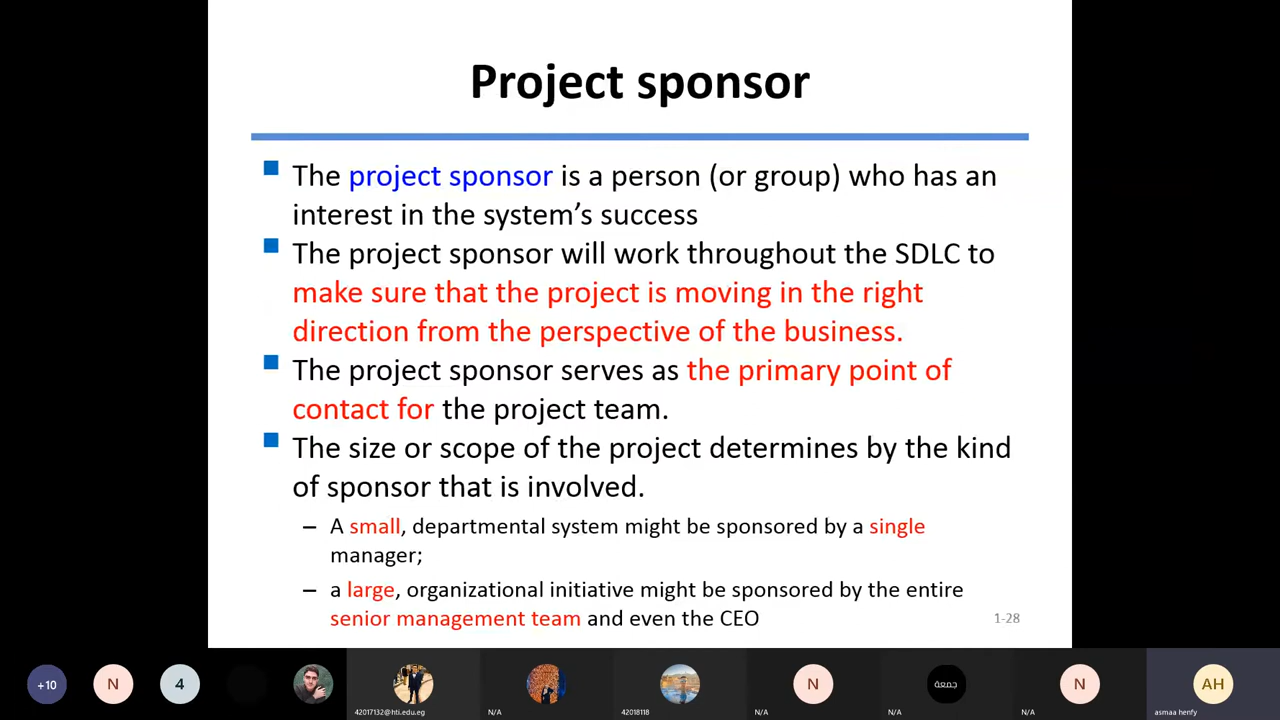 Project sponsor
The project sponsor is a person (or group) who has an
interest in the system's success
The project sponsor will work throughout the SDLC to
make sure that the project is moving in the right
direction from the perspective of the business.
The project sponsor serves as the primary point of
contact for the project team.
The size or scope of the project determines by the kind
of sponsor that is involved.
– A small, departmental system might be sponsored by a single
manager;
– a large, organizational initiative might be sponsored by the entire
senior management team and even the CEO
1-28
+10 N 4 N جمعة N AH
42017132@hti.edu.eg N/A 42018118 N/A N/A N/A asmaa henfy